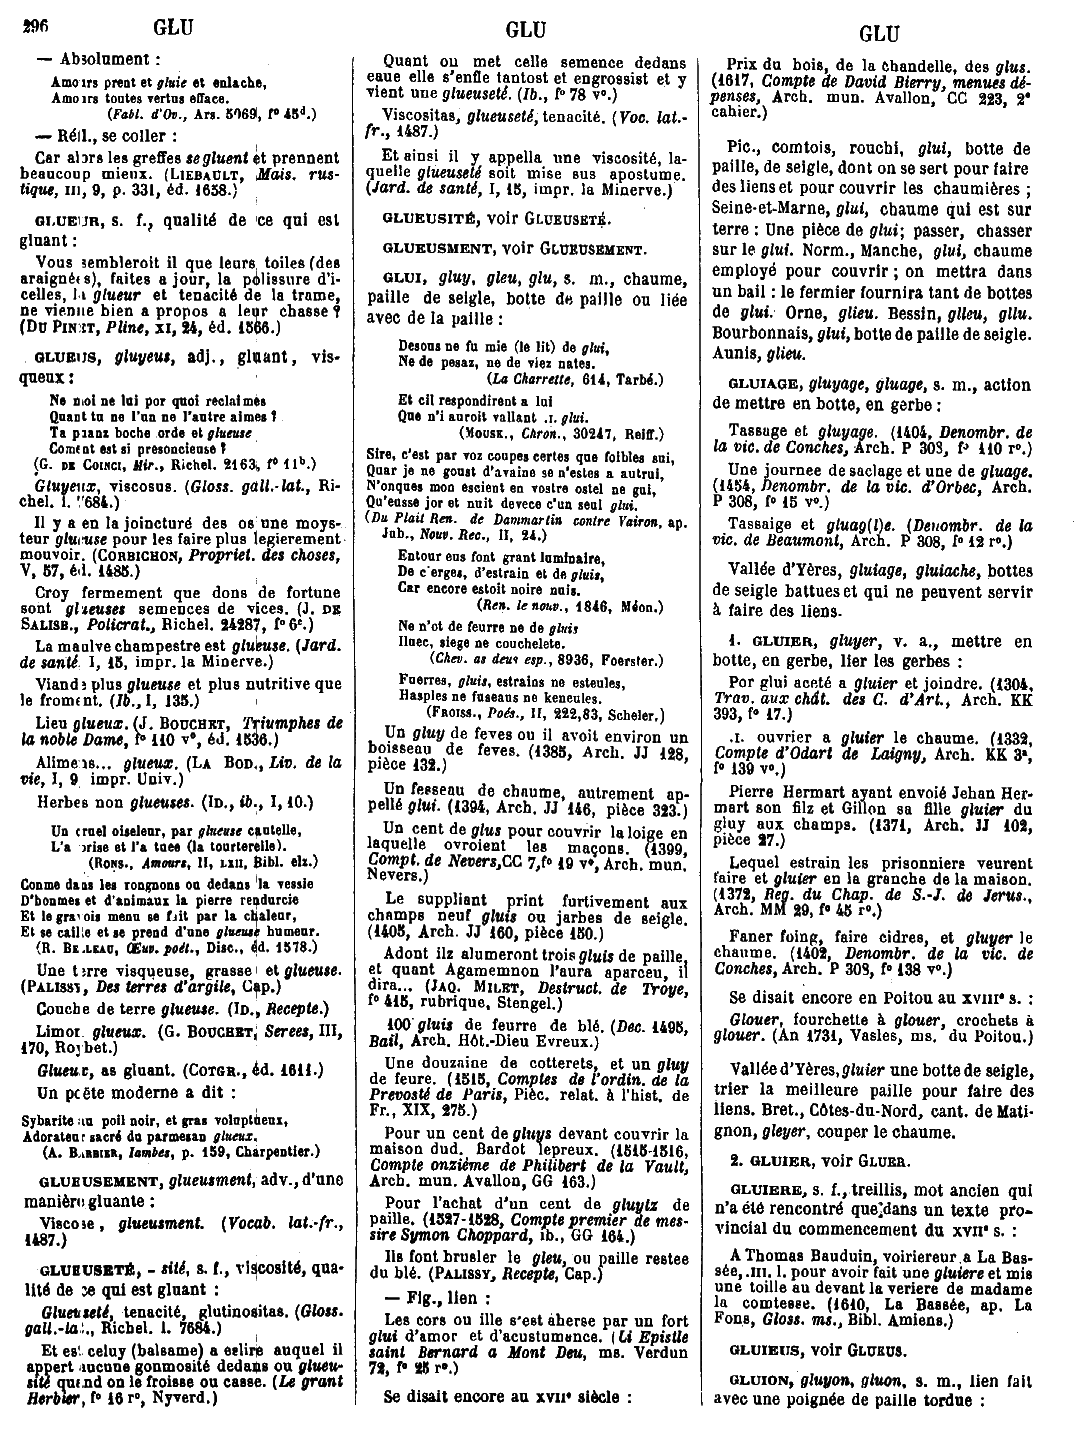 296 GLU GLU GLU
— Absolument :
Amours prent et gluie et enlache,
Amours toutes vertus efface.
(Fabl. d'Ov., Ars. 5069, f° 45d.)
— Réfl., se coller :
Car alors les greffes se gluent et prennent
beaucoup mieux. (LIEBAULT, Mais. rus-
tique, III, 9, p. 331, éd. 1658.)
GLUEUR, s. f., qualité de ce qui est
gluant :
Vous sembleroit il que leurs toiles (des
araignées), faites a jour, la polissure d'i-
celles, la glueur et tenacité de la trame,
ne vienne bien a propos a leur chasse ?
(DU PINET, Pline, XI, 24, éd. 1566.)
GLUEUS, gluyeus, adj., gluant, vis-
queux :
Ne moi ne lui por quoi reclaimes
Quant tu ne l'un ne l'autre aimes ?
Ta puanz boche orde et glueuse
Coment est si presoncieuse ?
(G. DE COINCI, Mir., Richel. 2163, f° 11b.)
Gluyeux, viscosus. (Gloss. gall.-lat., Ri-
chel. l. 7684.)
Il y a en la joincture des os une moys-
teur glueuse pour les faire plus legierement
mouvoir. (CORBICHON, Propriet. des choses,
V, 57, éd. 1485.)
Croy fermement que dons de fortune
sont glueuses semences de vices. (J. DE
SALISB., Policrat., Richel. 24287, f° 6c.)
La maulve champestre est glueuse. (Jard.
de santé, I, 15, impr. la Minerve.)
Viande plus glueuse et plus nutritive que
le froment. (Ib., I, 135.)
Lieu glueux. (J. BOUCHET, Triumphes de
la noble Dame, f° 110 v°, éd. 1536.)
Alimens... glueux. (LA BOD., Liv. de la
vie, I, 9, impr. Univ.)
Herbes non glueuses. (ID., ib., I, 10.)
Un cruel oiseleur, par glueuse cautelle,
L'a prise et l'a tuee (la tourterelle).
(RONS., Amours, II, LXII, Bibl. elz.)
Comme dans les rongnons ou dedans la vessie
D'hommes et d'animaux la pierre rendurcie
Et le gravois menu se fait par la chaleur,
Et se caille et se prend d'une glueuse humeur.
(R. BELLEAU, Œuv. poét., Disc., éd. 1578.)
Une terre visqueuse, grasse et glueuse.
(PALISSY, Des terres d'argile, Cap.)
Couche de terre glueuse. (ID., Recepte.)
Limon glueux. (G. BOUCHET, Serees, III,
170, Roybet.)
Glueux, as gluant. (COTGR., éd. 1611.)
Un poëte moderne a dit :
Sybarite au poil noir, et gras voluptueux,
Adorateur sacré du parmesan glueux.
(A. BARBIER, Iambes, p. 159, Charpentier.)
GLUEUSEMENT, glueusment, adv., d'une
manière gluante :
Viscose, glueusment. (Vocab. lat.-fr.,
1487.)
GLUEUSETÉ, -sité, s. f., viscosité, qua-
lité de ce qui est gluant :
Glueuseté, tenacité, glutinositas. (Gloss.
gall.-lat., Richel. l. 7684.)
Et est celuy (balsame) a eslire auquel il
appert aucune gommosité dedans ou glueu-
sité quand on le froisse ou casse. (Le grant
Herbier, f° 16 r°, Nyverd.)
Quant on met celle semence dedans
eaue elle s'enfle tantost et engrossist et y
vient une glueuseté. (Ib., f° 78 v°.)
Viscositas, glueuseté, tenacité. (Voc. lat.-
fr., 1487.)
Et ainsi il y appella une viscosité, la-
quelle glueuseté soit mise sus apostume.
(Jard. de santé, I, 15, impr. la Minerve.)
GLUEUSITÉ, voir GLUEUSETÉ.
GLUEUSMENT, voir GLUEUSEMENT.
GLUI, gluy, gleu, glu, s. m., chaume,
paille de seigle, botte de paille ou liée
avec de la paille :
Desous ne fu mie (le lit) de glui,
Ne de pesaz, ne de viez nates.
(La Charrette, 614, Tarbé.)
Et cil respondirent a lui
Que n'i auroit vallant .I. glui.
(MOUSK., Chron., 30247, Reiff.)
Sire, c'est par voz coupes certes que foibles sui,
Quar je ne goust d'avaine se n'estes a autrui,
N'onques mon escient en vostre ostel ne gui,
Qu'eusse jor et nuit devece c'un seul glui.
(Du Plait Ren. de Dammartin contre Vairon, ap.
Jub., Nouv. Rec., II, 24.)
Entour eus font grant luminaire,
De c'erges, d'estrain et de gluis,
Car encore estoit noire nuis.
(Ren. le nouv., 1846, Méon.)
Ne n'ot de feurre ne de gluis
Iluec, siege ne couchelete.
(Chev. as deus esp., 8936, Foerster.)
Fuerres, gluis, estrains ne esteules,
Hasples ne fuseaus ne keneules.
(FROISS., Poés., II, 222,83, Scheler.)
Un gluy de feves ou il avoit environ un
boisseau de feves. (1385, Arch. JJ 128,
pièce 132.)
Un fesseau de chaume, autrement ap-
pellé glui. (1394, Arch. JJ 146, pièce 323.)
Un cent de glus pour couvrir la loige en
laquelle ovroient les maçons. (1399,
Compt. de Nevers, CC 7, f° 19 v°, Arch. mun.
Nevers.)
Le suppliant print furtivement aux
champs neuf gluis ou jarbes de seigle.
(1405, Arch. JJ 160, pièce 150.)
Adont ilz alumeront trois gluis de paille,
et quant Agamemnon l'aura aparceu, il
dira... (JAQ. MILET, Destruct. de Troye,
f° 415, rubrique, Stengel.)
100 gluis de feurre de blé. (Dec. 1495,
Bail, Arch. Hôt.-Dieu Evreux.)
Une douzaine de cotterets, et un gluy
de feure. (1515, Comptes de l'ordin. de la
Prevosté de Paris, Pièc. relat. à l'hist. de
Fr., XIX, 275.)
Pour un cent de gluys devant couvrir la
maison dud. Bardot lepreux. (1515-1516,
Compte onziéme de Philibert de la Vault,
Arch. mun. Avallon, GG 163.)
Pour l'achat d'un cent de gluytz de
paille. (1527-1528, Compte premier de mes-
sire Symon Choppard, ib., GG 164.)
Ils font brusler le gleu, ou paille restee
du blé. (PALISSY, Recepte, Cap.)
— Fig., lien :
Les cors ou ille s'est aherse par un fort
glui d'amor et d'acustumence. (Li Epistle
saint Bernard a Mont Deu, ms. Verdun
72, f° 25 r°.)
Se disait encore au XVIIe siècle :
Prix du bois, de la chandelle, des glus.
(1617, Compte de David Bierry, menues dé-
penses, Arch. mun. Avallon, CC 223, 2e
cahier.)
Pic., comtois, rouchi, glui, botte de
paille, de seigle, dont on se sert pour faire
des liens et pour couvrir les chaumières ;
Seine-et-Marne, glui, chaume qui est sur
terre : Une pièce de glui; passer, chasser
sur le glui. Norm., Manche, glui, chaume
employé pour couvrir ; on mettra dans
un bail : le fermier fournira tant de bottes
de glui. Orne, glieu. Bessin, glleu, gllu.
Bourbonnais, glui, botte de paille de seigle.
Aunis, glieu.
GLUIAGE, gluyage, gluage, s. m., action
de mettre en botte, en gerbe :
Tassage et gluyage. (1404, Denombr. de
la vic. de Conches, Arch. P 308, f° 110 r°.)
Une journee de saclage et une de gluage.
(1454, Denombr. de la vic. d'Orbec, Arch.
P 308, f° 15 v°.)
Tassaige et gluag(l)e. (Denombr. de la
vic. de Beaumont, Arch. P 308, f° 12 r°.)
Vallée d'Yères, gluiage, gluiache, bottes
de seigle battues et qui ne peuvent servir
à faire des liens.
1. GLUIER, gluyer, v. a., mettre en
botte, en gerbe, lier les gerbes :
Por glui aceté a gluier et joindre. (1304,
Trav. aux chât. des C. d'Art., Arch. KK
393, f° 17.)
.I. ouvrier a gluier le chaume. (1332,
Compte d'Odart de Laigny, Arch. KK 3a,
f° 139 v°.)
Pierre Hermart ayant envoié Jehan Her-
mart son filz et Gillon sa fille gluier du
gluy aux champs. (1371, Arch. JJ 102,
pièce 27.)
Lequel estrain les prisonniers veurent
faire et gluier en la granche de la maison.
(1372, Reg. du Chap. de S.-J. de Jerus.,
Arch. MM 29, f° 45 r°.)
Faner foing, faire cidres, et gluyer le
chaume. (1402, Denombr. de la vic. de
Conches, Arch. P 308, f° 138 v°.)
Se disait encore en Poitou au XVIIIe s. :
Glouer, fourchette à glouer, crochets à
glouer. (An 1731, Vasles, ms. du Poitou.)
Vallée d'Yères, gluier une botte de seigle,
trier la meilleure paille pour faire des
liens. Bret., Côtes-du-Nord, cant. de Mati-
gnon, gleyer, couper le chaume.
2. GLUIER, voir GLUER.
GLUIERE, s. f., treillis, mot ancien qui
n'a été rencontré que dans un texte pro-
vincial du commencement du XVIIe s. :
A Thomas Bauduin, voiriereur a La Bas-
sée, .III. l. pour avoir fait une gluiere et mis
une toille au devant la veriere de madame
la comtesse. (1610, La Bassée, ap. La
Fons, Gloss. ms., Bibl. Amiens.)
GLUIEUS, voir GLUEUS.
GLUION, gluyon, gluon, s. m., lien fait
avec une poignée de paille tordue :